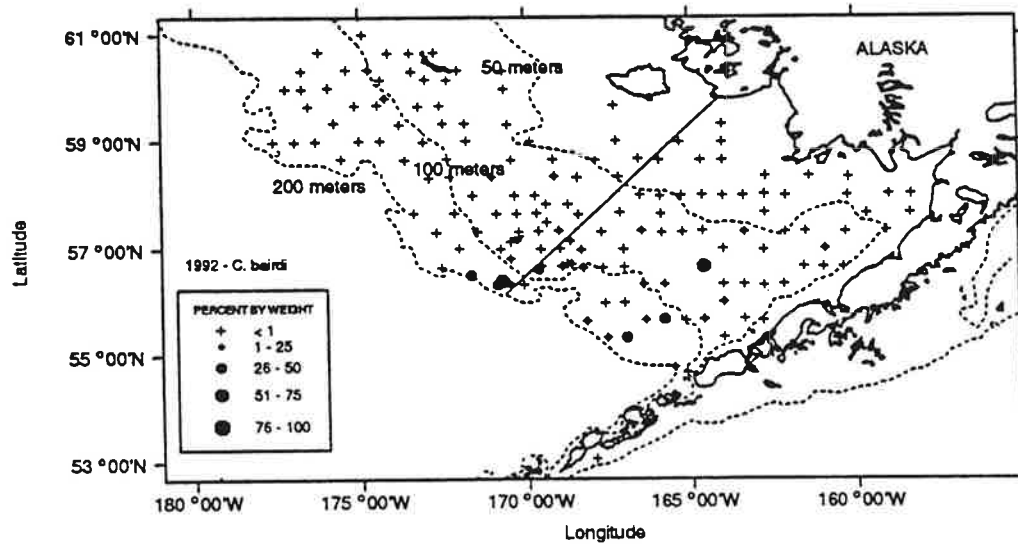 61 °00'N
59 °00'N
57 °00'N
55 °00'N
53 °00'N
Latitude
ALASKA
50 meters
100 meters
200 meters
1992 - C. bairdi
PERCENT BY WEIGHT
< 1
1 - 25
26 - 50
51 - 75
76 - 100
180 °00'W
175 °00'W
170 °00'W
165 °00'W
160 °00'W
Longitude